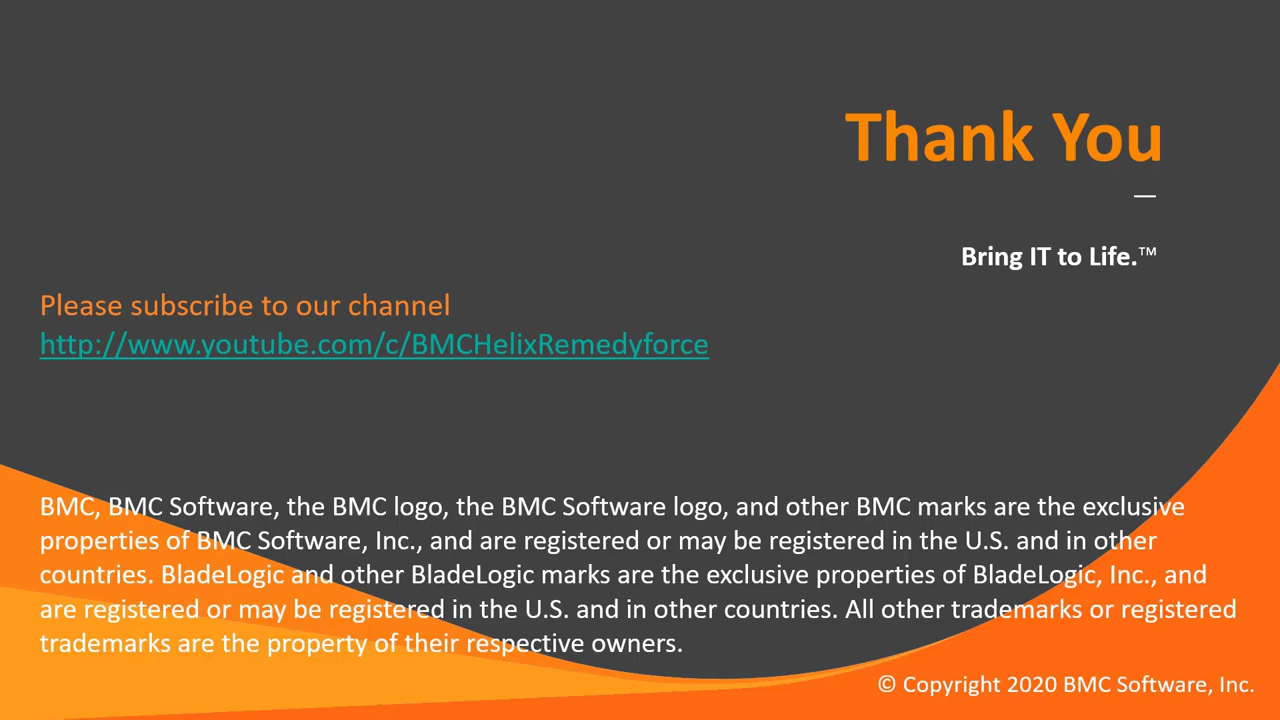 Thank You
—
Bring IT to Life.™
Please subscribe to our channel
http://www.youtube.com/c/BMCHelixRemedyforce
BMC, BMC Software, the BMC logo, the BMC Software logo, and other BMC marks are the exclusive
properties of BMC Software, Inc., and are registered or may be registered in the U.S. and in other
countries. BladeLogic and other BladeLogic marks are the exclusive properties of BladeLogic, Inc., and
are registered or may be registered in the U.S. and in other countries. All other trademarks or registered
trademarks are the property of their respective owners.
© Copyright 2020 BMC Software, Inc.